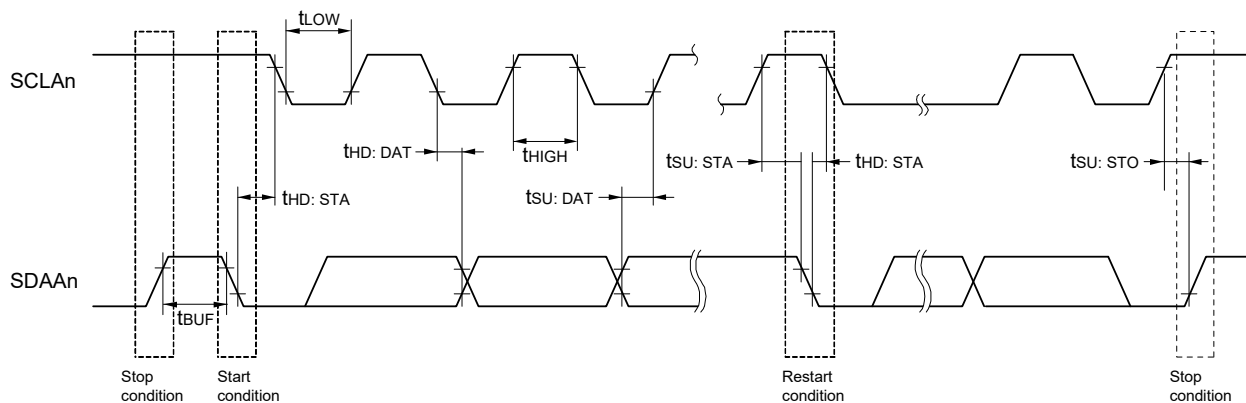 tLOW
SCLAn
tHD: DAT
tHIGH
tSU: STA
tHD: STA
tSU: STO
tHD: STA
tSU: DAT
SDAAn
tBUF
Stop
condition
Start
condition
Restart
condition
Stop
condition